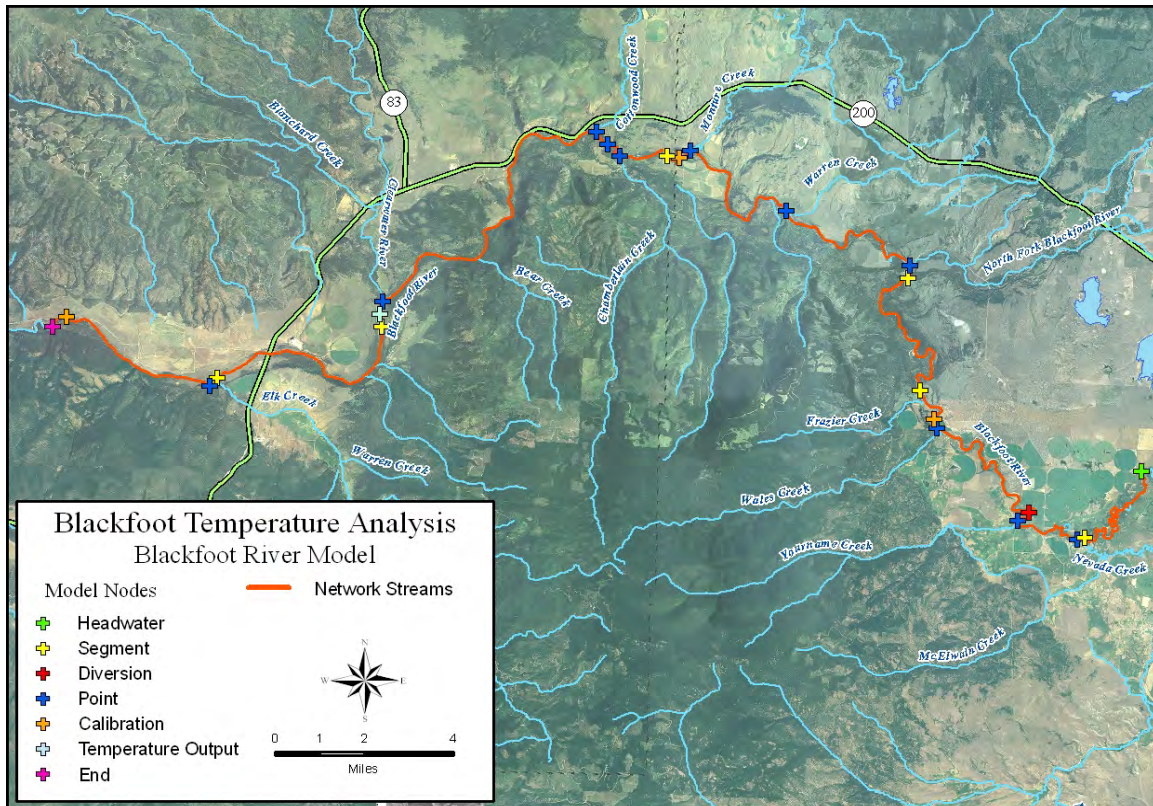 Cottonwood Creek
83
Monture Creek
200
Blanchard Creek
Warren Creek
Clearwater River
North Fork Blackfoot River
Chamberlain Creek
Bear Creek
Blackfoot River
Elk Creek
Frazier Creek
Blackfoot River
Warren Creek
Wales Creek
Yourname Creek
Nevada Creek
McElwain Creek
Blackfoot Temperature Analysis
Blackfoot River Model
Model Nodes
Network Streams
Headwater
Segment
Diversion
Point
Calibration
Temperature Output
End
N
W E
S
0 1 2 4
Miles